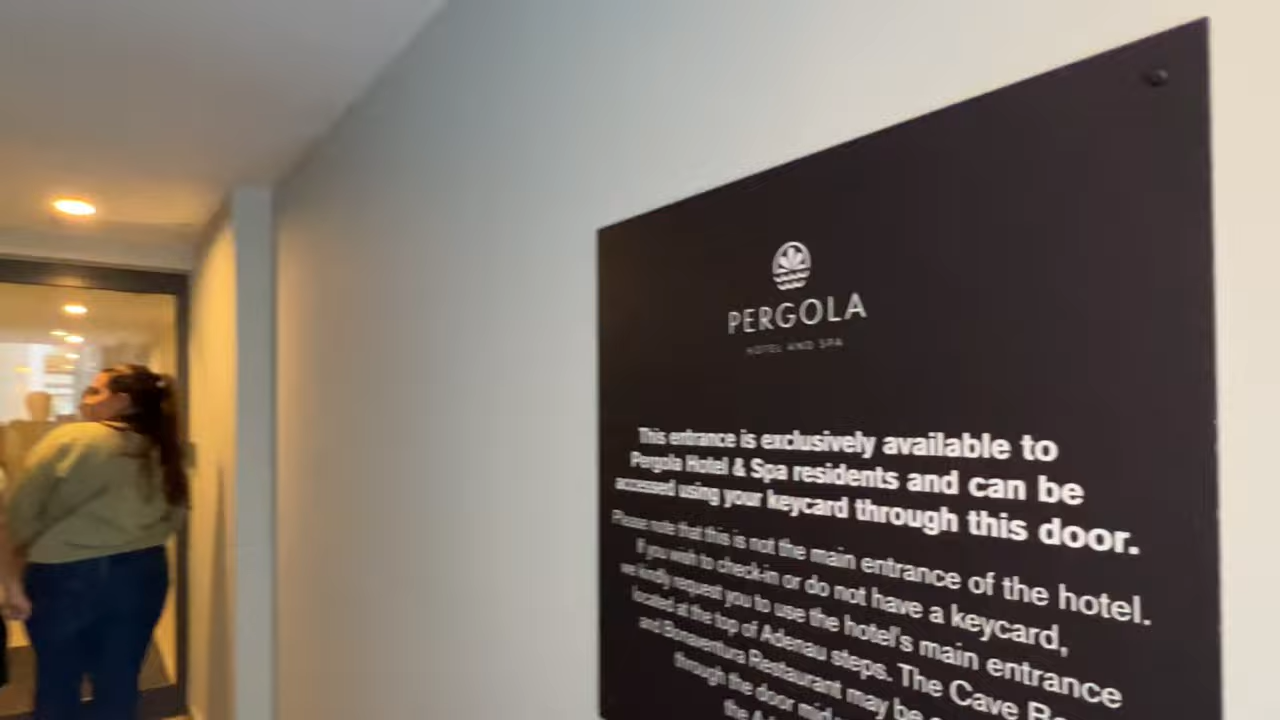 PERGOLA
HOTEL AND SPA
This entrance is exclusively available to
Pergola Hotel & Spa residents and can be
accessed using your keycard through this door.
Please note that this is not the main entrance of the hotel.
If you wish to check-in or do not have a keycard,
we kindly request you to use the hotel's main entrance
located at the top of Adenau steps. The Cave
and Bonaventura Restaurant may be
through the door mid
the